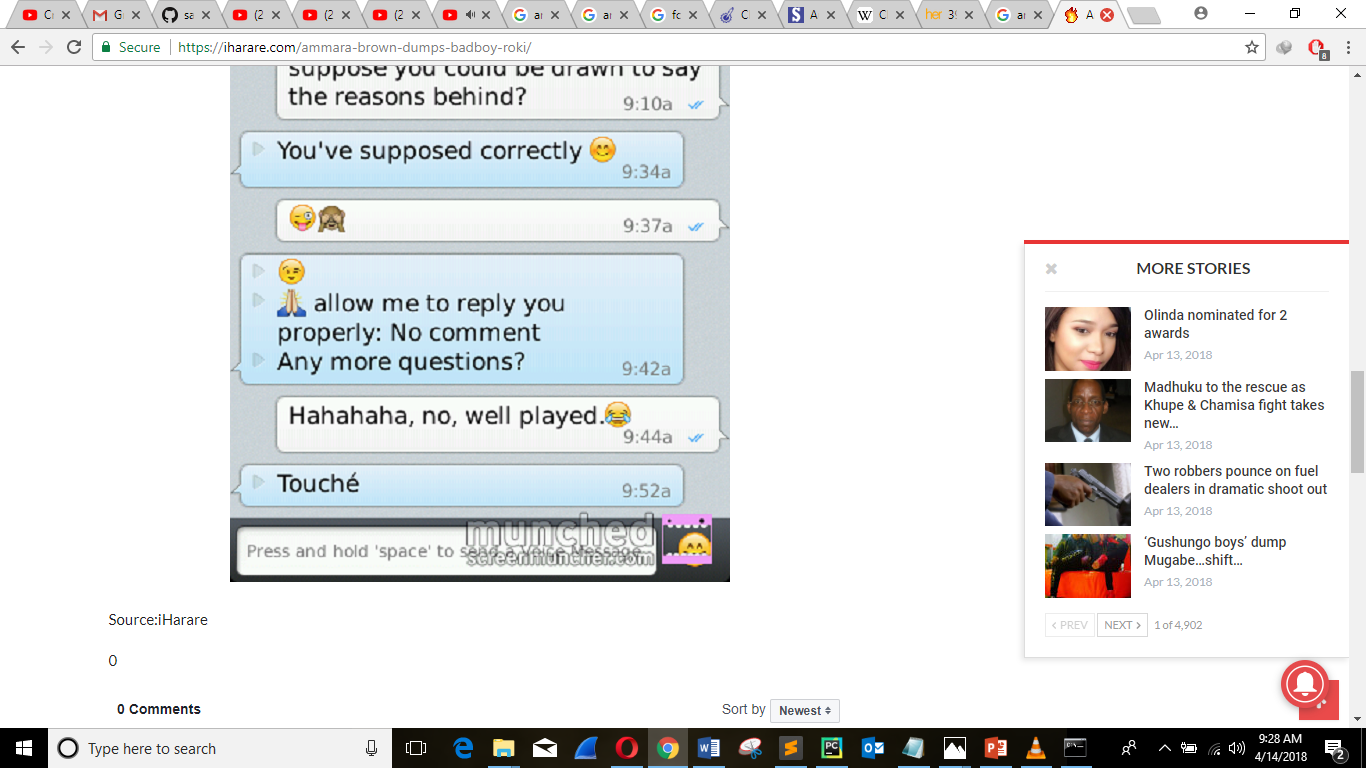 C
G
sa
(2
(2
(2
ar
ar
fc
C
A
C
her 39
ar
A
Secure
https://iharare.com/ammara-brown-dumps-badboy-roki/
8
suppose you could be drawn to say
the reasons behind?
9:10a
You've supposed correctly
9:34a
9:37a
allow me to reply you
properly: No comment
Any more questions?
9:42a
Hahahaha, no, well played.
9:44a
Touché
9:52a
munched
screenmuncher.com
Press and hold 'space' to send a Voice Message
Source:iHarare
0
0 Comments
Sort by
Newest
MORE STORIES
Olinda nominated for 2
awards
Apr 13, 2018
Madhuku to the rescue as
Khupe & Chamisa fight takes
new…
Apr 13, 2018
Two robbers pounce on fuel
dealers in dramatic shoot out
Apr 13, 2018
‘Gushungo boys’ dump
Mugabe…shift…
Apr 13, 2018
PREV
NEXT
1 of 4,902
Type here to search
9:28 AM
4/14/2018
2